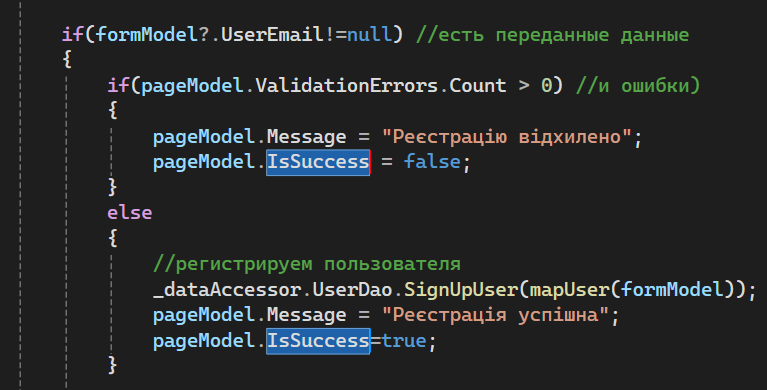 if(formModel?.UserEmail!=null) //есть переданные данные
{
if(pageModel.ValidationErrors.Count > 0) //и ошибки)
{
pageModel.Message = "Реєстрацію відхилено";
pageModel.IsSuccess = false;
}
else
{
//регистрируем пользователя
_dataAccessor.UserDao.SignUpUser(mapUser(formModel));
pageModel.Message = "Реєстрація успішна";
pageModel.IsSuccess=true;
}